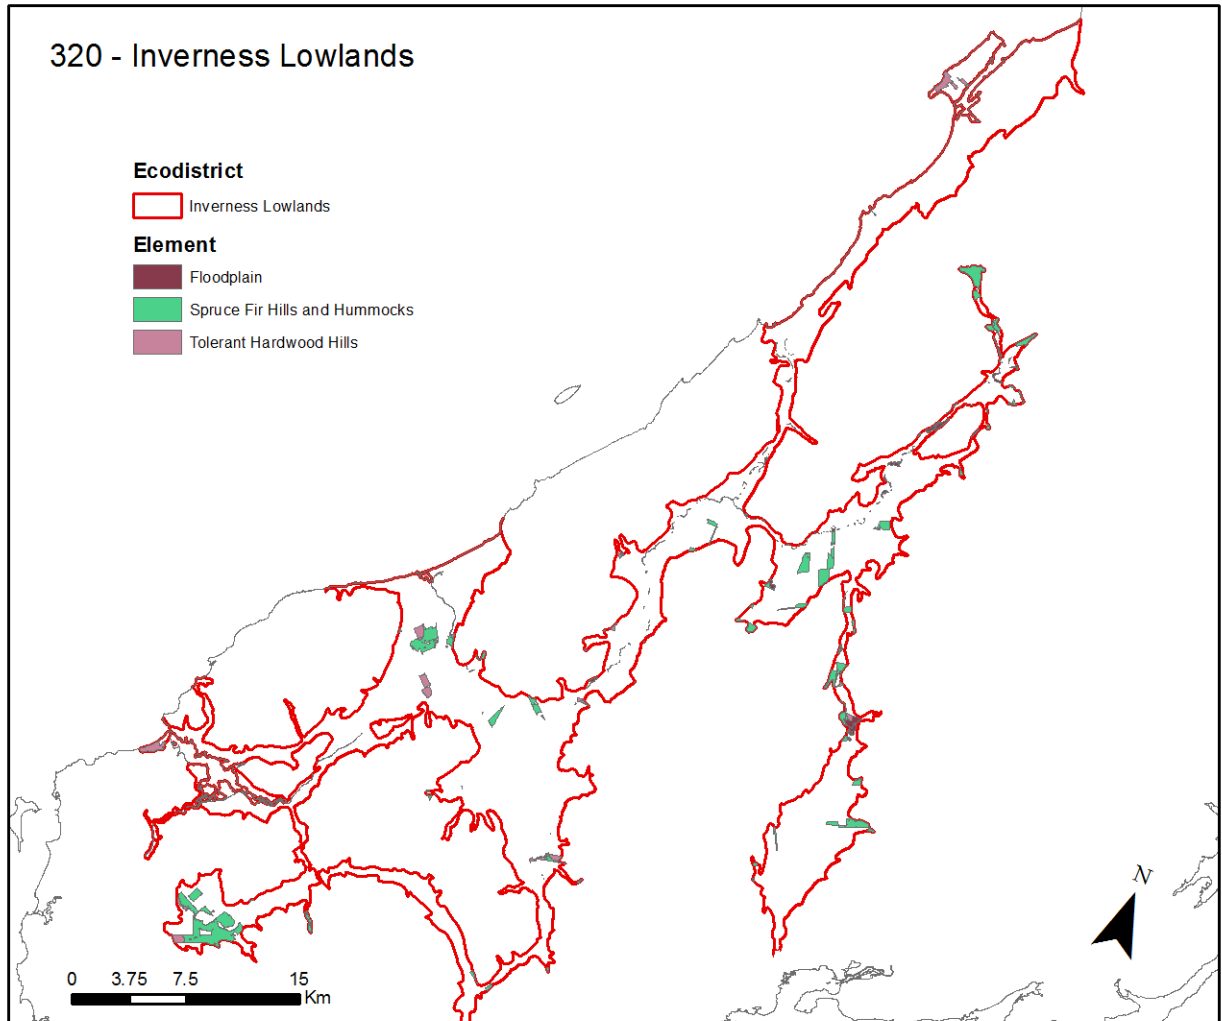 320 - Inverness Lowlands
Ecodistrict
Inverness Lowlands
Element
Floodplain
Spruce Fir Hills and Hummocks
Tolerant Hardwood Hills
N
0 3.75 7.5 15
Km